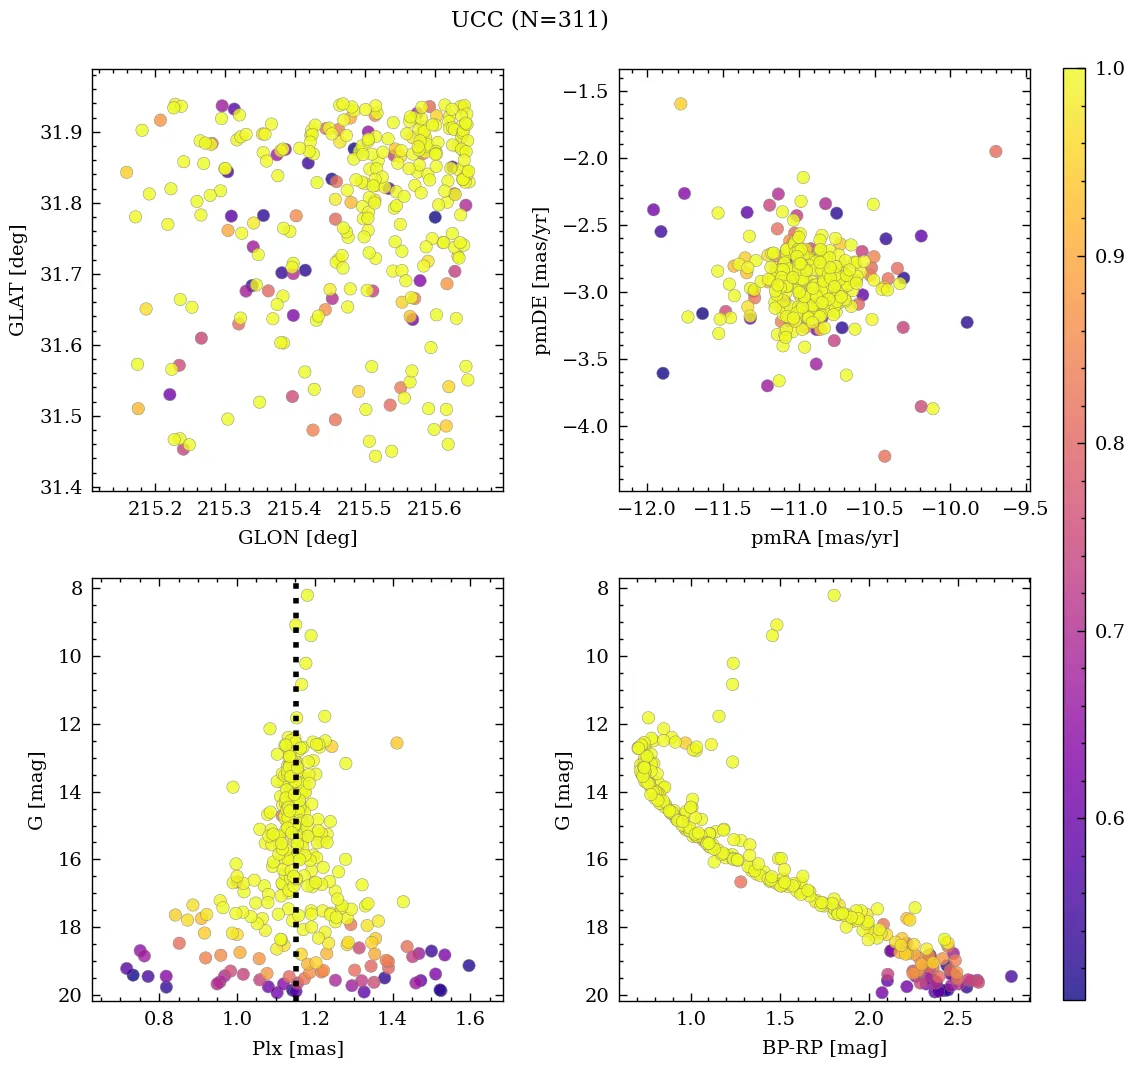 UCC (N=311)
31.9
31.8
31.7
31.6
31.5
31.4
GLAT [deg]
215.2 215.3 215.4 215.5 215.6
GLON [deg]
−1.5
−2.0
−2.5
−3.0
−3.5
−4.0
pmDE [mas/yr]
−12.0 −11.5 −11.0 −10.5 −10.0 −9.5
pmRA [mas/yr]
8
10
12
14
16
18
20
G [mag]
0.8 1.0 1.2 1.4 1.6
Plx [mas]
8
10
12
14
16
18
20
G [mag]
1.0 1.5 2.0 2.5
BP-RP [mag]
1.0
0.9
0.8
0.7
0.6